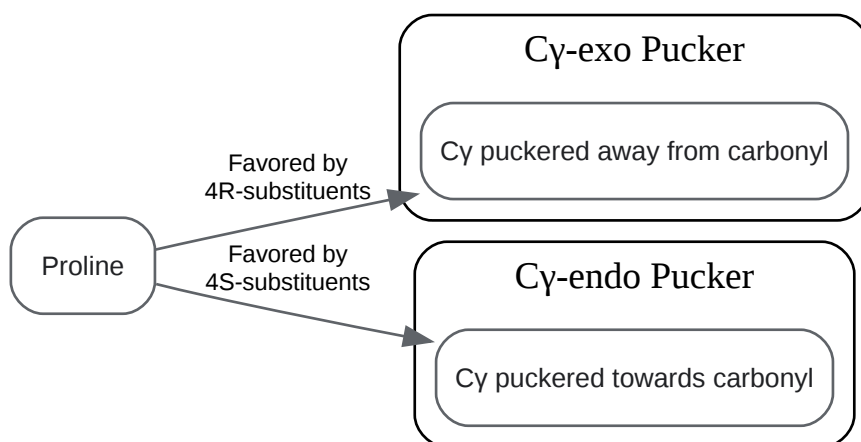 Cγ-exo Pucker
Cγ puckered away from carbonyl
Favored by
4R-substituents
Proline
Favored by
4S-substituents
Cγ-endo Pucker
Cγ puckered towards carbonyl